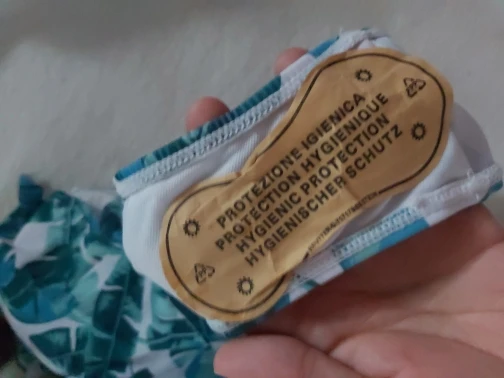 PROTEZIONE IGIENICA
PROTECTION HYGIENIQUE
HYGIENIC PROTECTION
HYGIENISCHER SCHUTZ